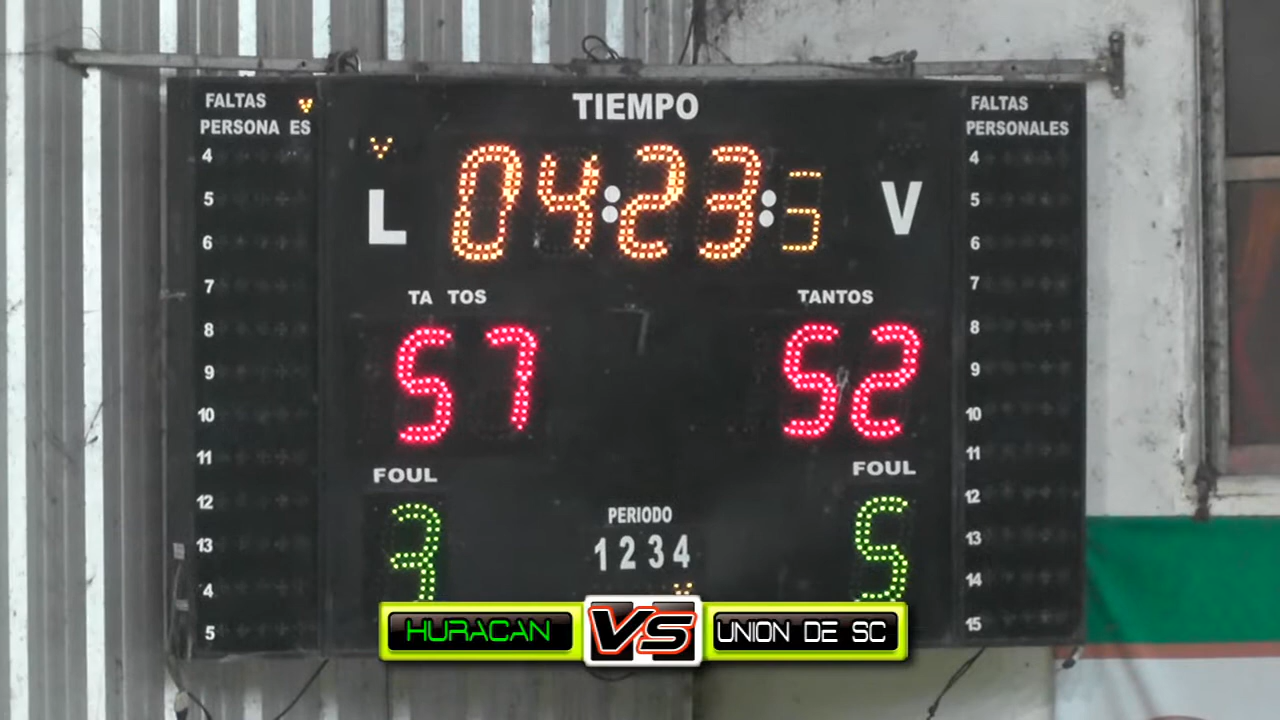 FALTAS
PERSONA ES
4
5
6
7
8
9
10
11
12
13
4
5
TIEMPO
L
04:23:5
V
TA TOS
57
TANTOS
52
FOUL
3
FOUL
5
PERIODO
1 2 3 4
FALTAS
PERSONALES
4
5
6
7
8
9
10
11
12
13
14
15
HURACAN
VS
UNION DE SC